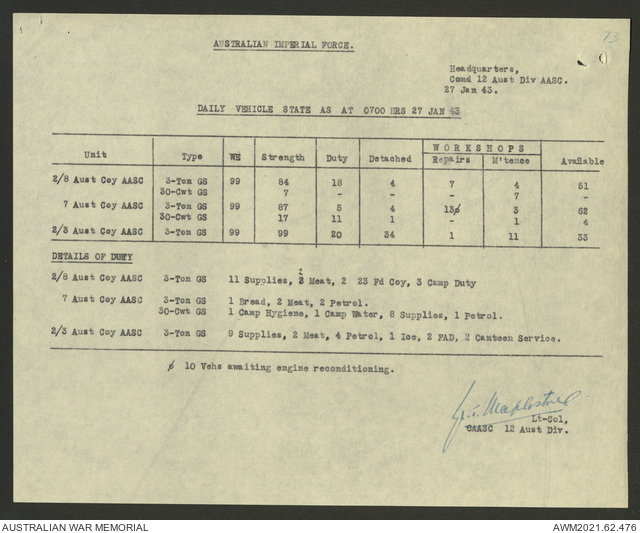 73
AUSTRALIAN IMPERIAL FORCE.
Headquarters,
Comd 12 Aust Div AASC.
27 Jan 43.
DAILY VEHICLE STATE AS AT 0700 HRS 27 JAN 43
WORKSHOPS
Unit Type WE Strength Duty Detached Repairs M'tence Available
2/8 Aust Coy AASC 3-Ton GS 99 84 18 4 7 4 51
30-Cwt GS 7 - - - 7 -
7 Aust Coy AASC 3-Ton GS 99 87 5 4 13ø 3 62
30-Cwt GS 17 11 1 - 1 4
2/3 Aust Coy AASC 3-Ton GS 99 99 20 34 1 11 33
DETAILS OF DUTY
2/8 Aust Coy AASC 3-Ton GS 11 Supplies, 2 Meat, 2 23 Fd Coy, 3 Camp Duty
7 Aust Coy AASC 3-Ton GS 1 Bread, 2 Meat, 2 Petrol.
30-Cwt GS 1 Camp Hygiene, 1 Camp Water, 8 Supplies, 1 Petrol.
2/3 Aust Coy AASC 3-Ton GS 9 Supplies, 2 Meat, 4 Petrol, 1 Ice, 2 FAD, 2 Canteen Service.
ø 10 Vehs awaiting engine reconditioning.
Lt-Col,
CAASC 12 Aust Div.
AUSTRALIAN WAR MEMORIAL AWM2021.62.476